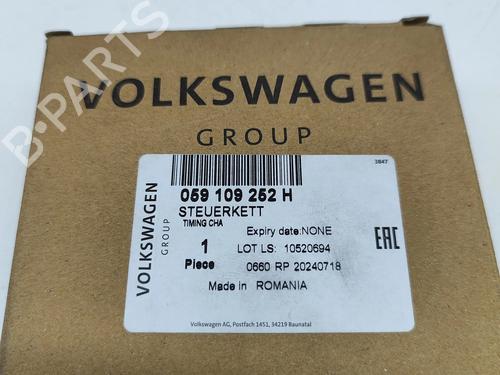 B-PARTS
VOLKSWAGEN
GROUP
3847
059 109 252 H
STEUERKETT
TIMING CHA
Expiry date:NONE
1
LOT LS: 10520694
Piece
0660 RP 20240718
Made in ROMANIA
VOLKSWAGEN
GROUP
EAC
Volkswagen AG, Postfach 1451, 34219 Baunatal